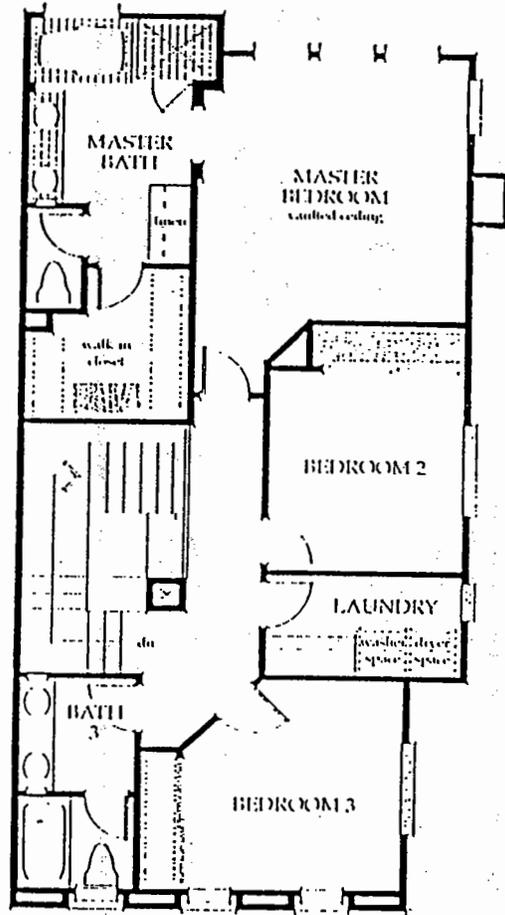 MASTER
BATH
MASTER
BEDROOM
vaulted ceiling
linen
walk in
closet
BEDROOM 2
LAUNDRY
washer dryer
space space
dn
BATH
3
BEDROOM 3